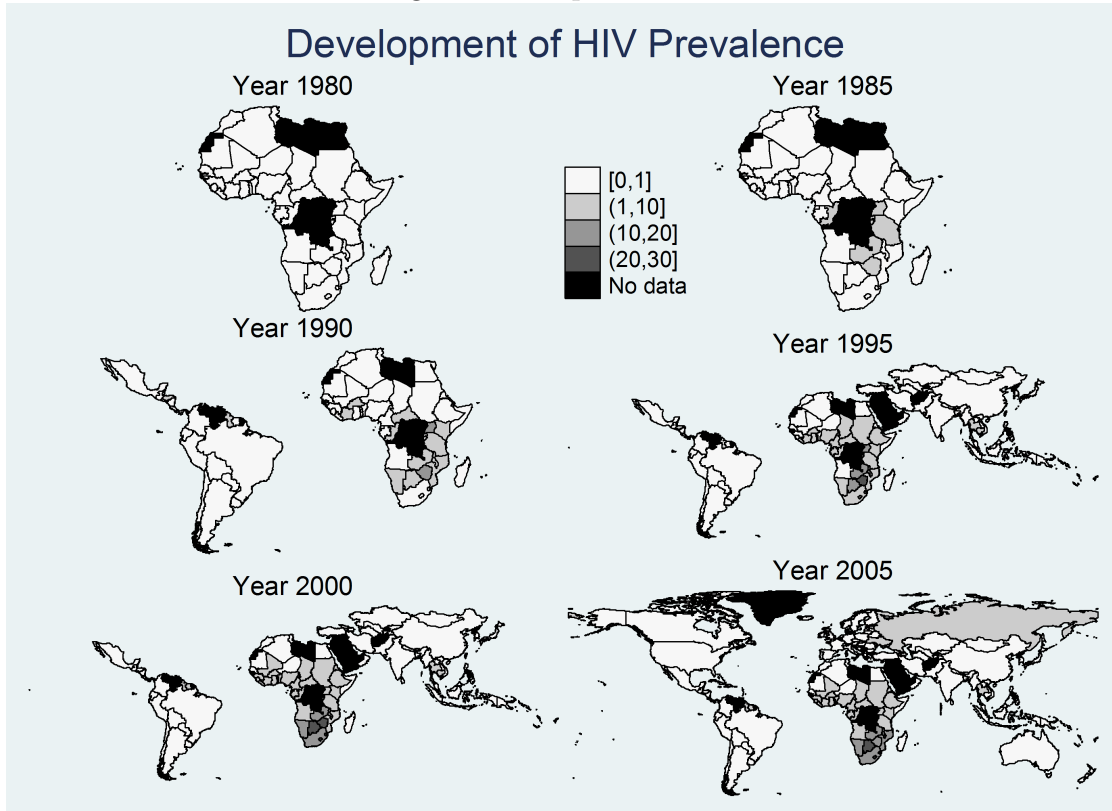 Development of HIV Prevalence
Year 1980
Year 1985
[0,1]
(1,10]
(10,20]
(20,30]
No data
Year 1990
Year 1995
Year 2000
Year 2005